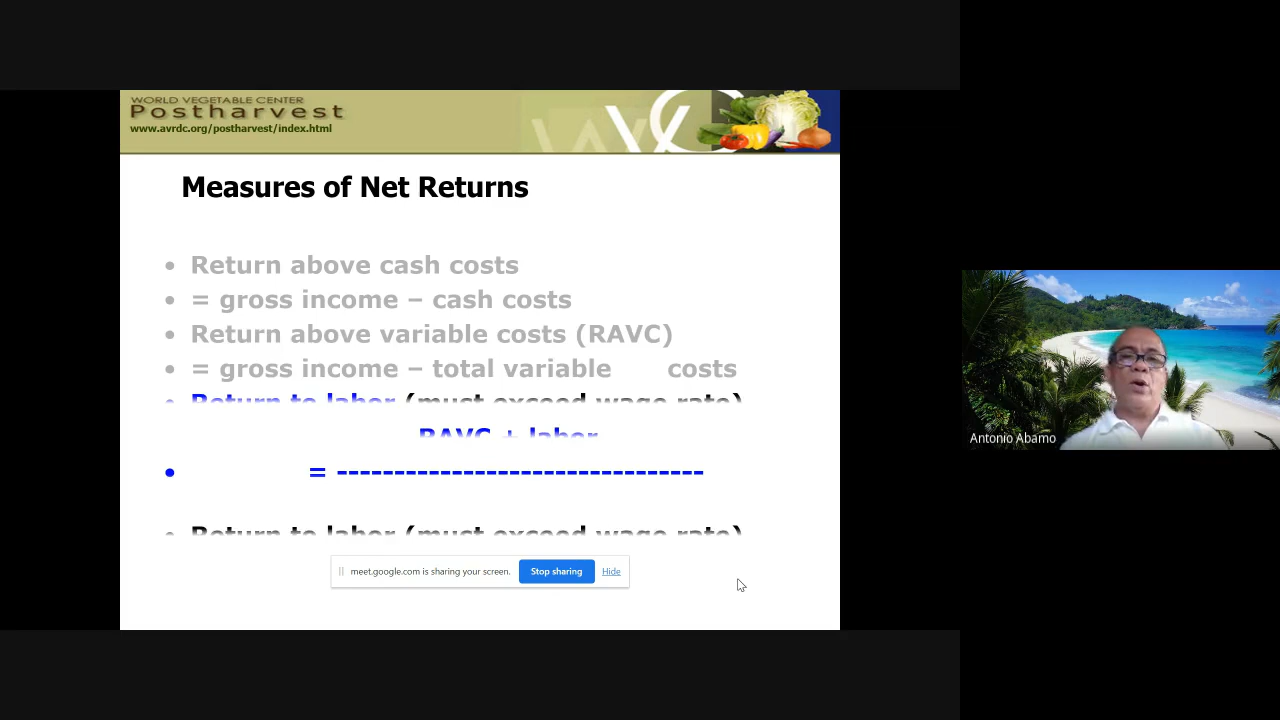 WORLD VEGETABLE CENTER
Postharvest
www.avrdc.org/postharvest/index.html
Measures of Net Returns
• Return above cash costs
• = gross income – cash costs
• Return above variable costs (RAVC)
• = gross income – total variable costs
• Return to labor (must exceed wage rate)
RAVC + labor
• = --------------------------------
• Return to labor (must exceed wage rate)
meet.google.com is sharing your screen. Stop sharing Hide
Antonio Abamo